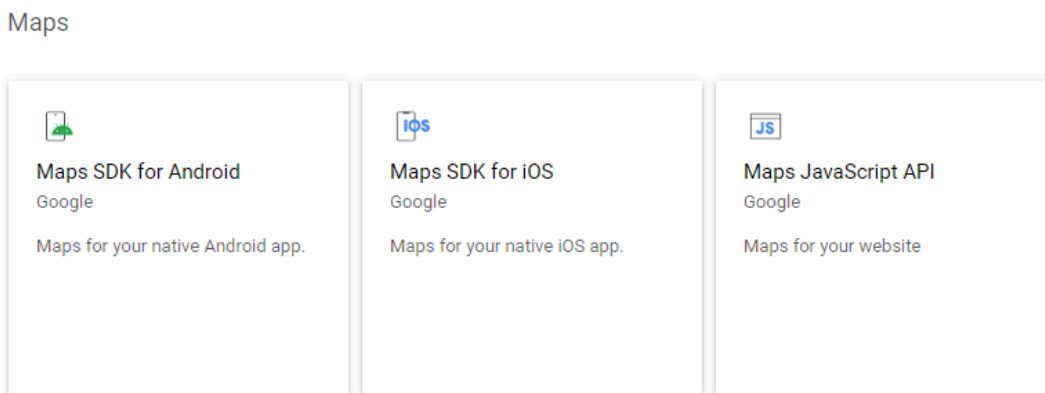 Maps
iOS
JS
Maps SDK for Android
Google
Maps for your native Android app.
Maps SDK for iOS
Google
Maps for your native iOS app.
Maps JavaScript API
Google
Maps for your website